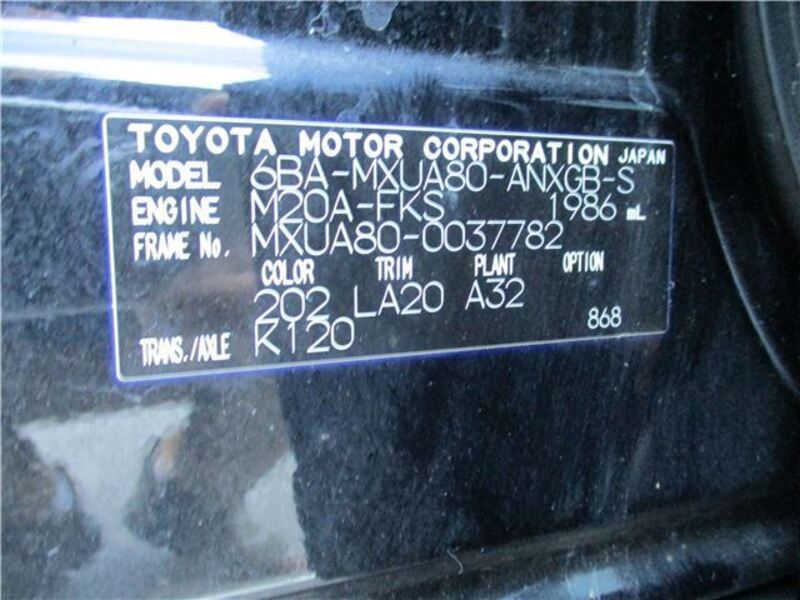 TOYOTA MOTOR CORPORATION JAPAN
MODEL 6BA-MXUA80-ANXGB-S
ENGINE M20A-FKS 1986 mL
FRAME No. MXUA80-0037782
COLOR TRIM PLANT OPTION
202 LA20 A32
TRANS./AXLE K120 868